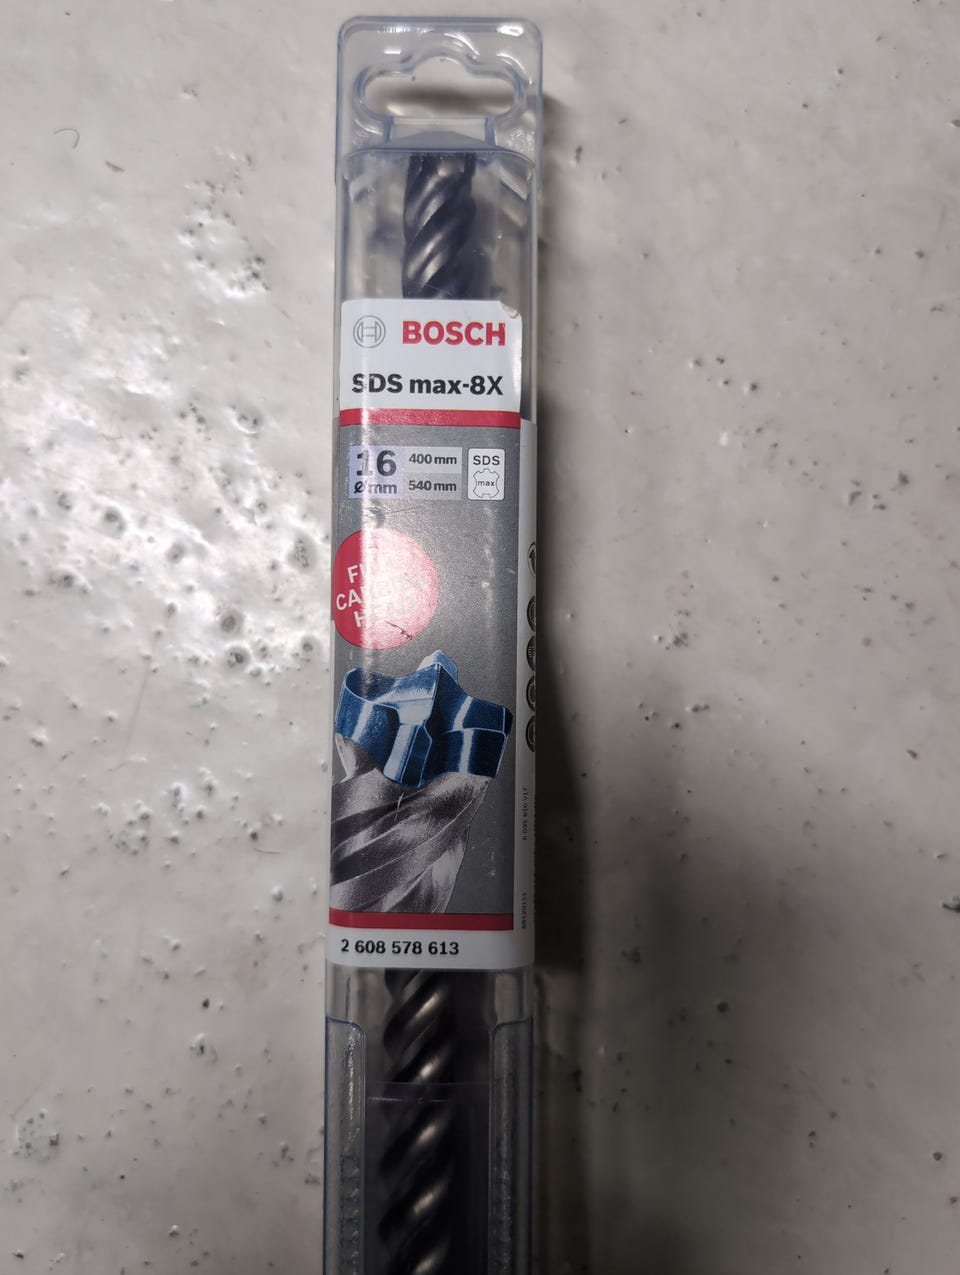 BOSCH
SDS max-8X
16
Ø mm
400 mm
540 mm
SDS
max
2 608 578 613